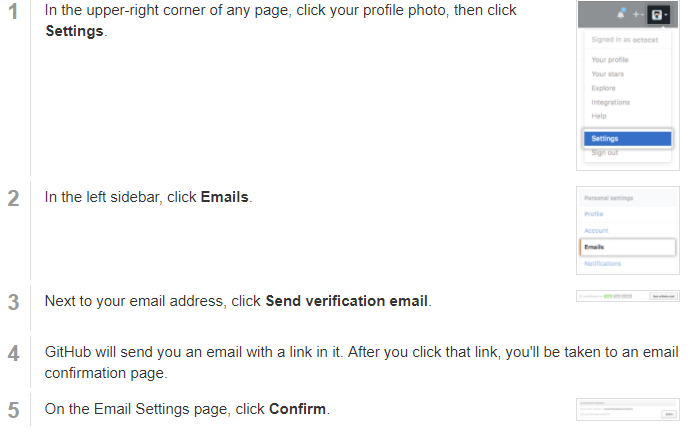 1
In the upper-right corner of any page, click your profile photo, then click
Settings.
Signed in as octocat
Your profile
Your stars
Explore
Integrations
Help
Settings
Sign out
2
In the left sidebar, click Emails.
Personal settings
Profile
Account
Emails
Notifications
3
Next to your email address, click Send verification email.
4
GitHub will send you an email with a link in it. After you click that link, you'll be taken to an email
confirmation page.
5
On the Email Settings page, click Confirm.